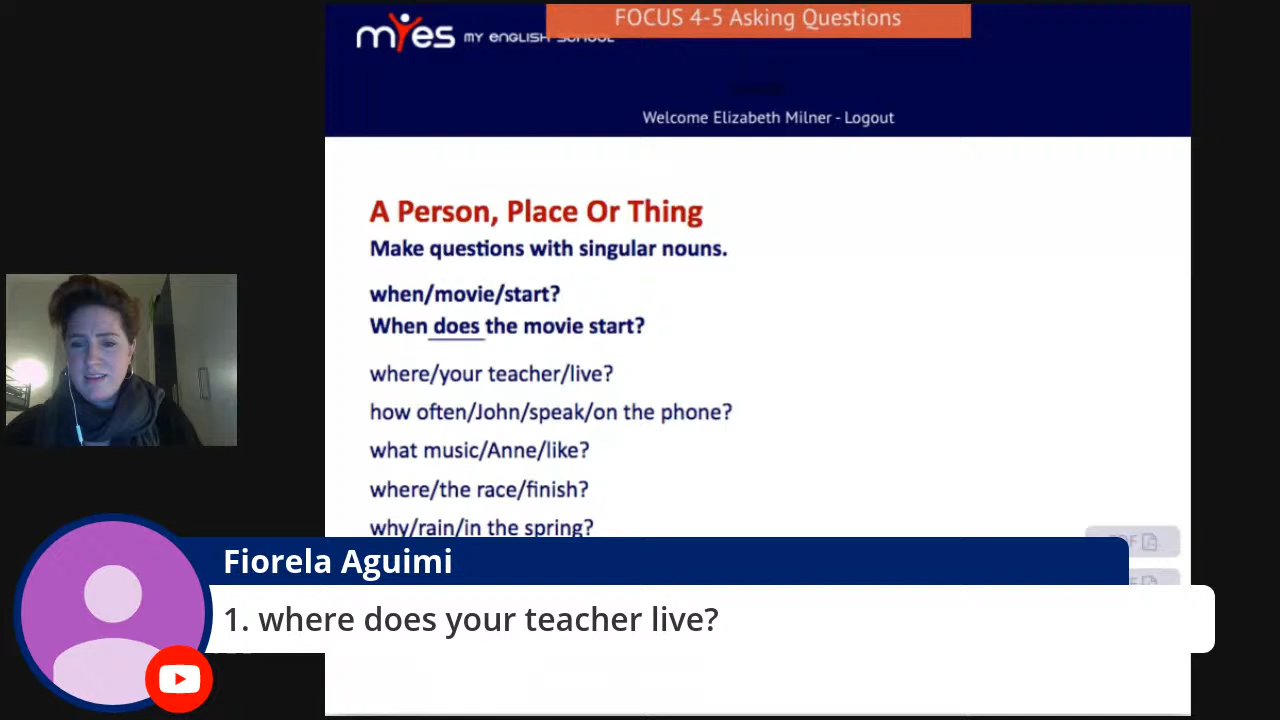 FOCUS 4-5 Asking Questions
myes MY ENGLISH SCHOOL
Welcome Elizabeth Milner - Logout
A Person, Place Or Thing
Make questions with singular nouns.
when/movie/start?
When does the movie start?
where/your teacher/live?
how often/John/speak/on the phone?
what music/Anne/like?
where/the race/finish?
why/rain/in the spring?
PDF
Fiorela Aguimi
1. where does your teacher live?